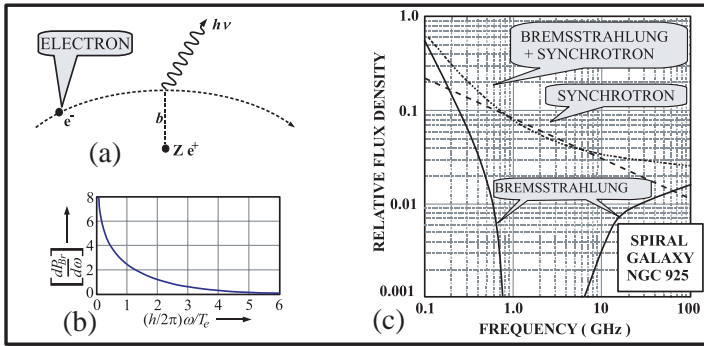 ELECTRON
hν
e-
b
Z e+
(a)
[dPBr/dω]
8
6
4
2
0
0 1 2 3 4 5 6
(h/2π)ω/Te
(b)
RELATIVE FLUX DENSITY
1.0
0.1
0.01
0.001
BREMSSTRAHLUNG
+ SYNCHROTRON
SYNCHROTRON
BREMSSTRAHLUNG
SPIRAL
GALAXY
NGC 925
(c)
0.1 1.0 10 100
FREQUENCY ( GHz )